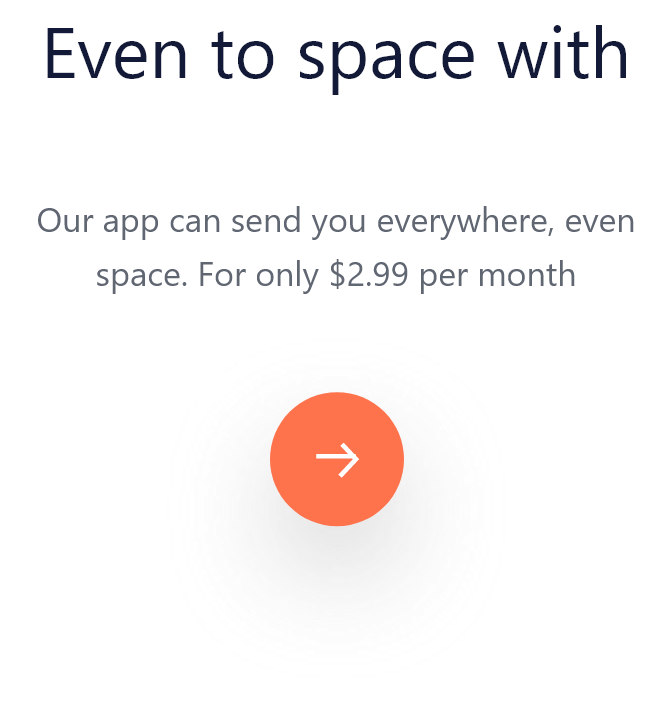 Even to space with
Our app can send you everywhere, even
space. For only $2.99 per month